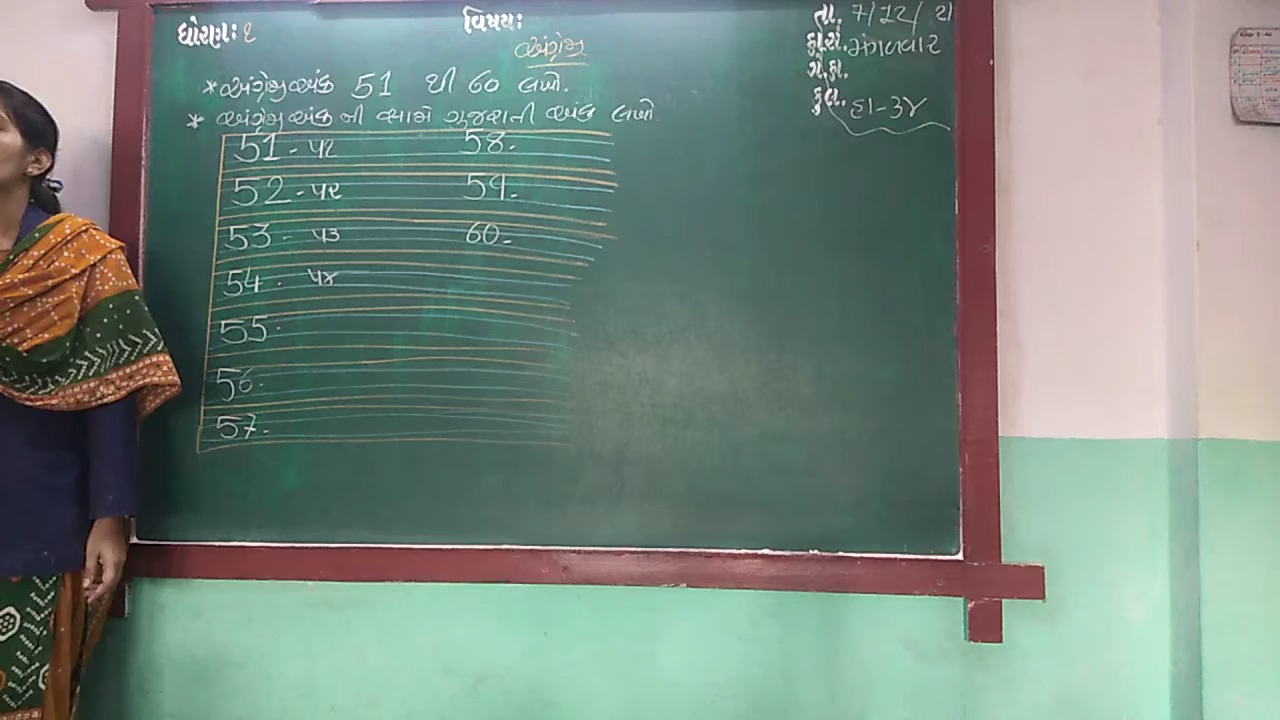 ધોરણ: ૧
વિષય:
અંગ્રેજી
તા. 7/12/21
હા.સં. મંગળવાર
ગે.હા.
કુલ. હા-૩૪
* અંગ્રેજી અંક 51 થી 60 લખો.
* અંગ્રેજી અંક ની સામે ગુજરાતી અંક લખો
51 - ૫૧
52 - ૫૨
53 - ૫૩
54 - ૫૪
55 -
56 -
57 -
58 -
59 -
60 -